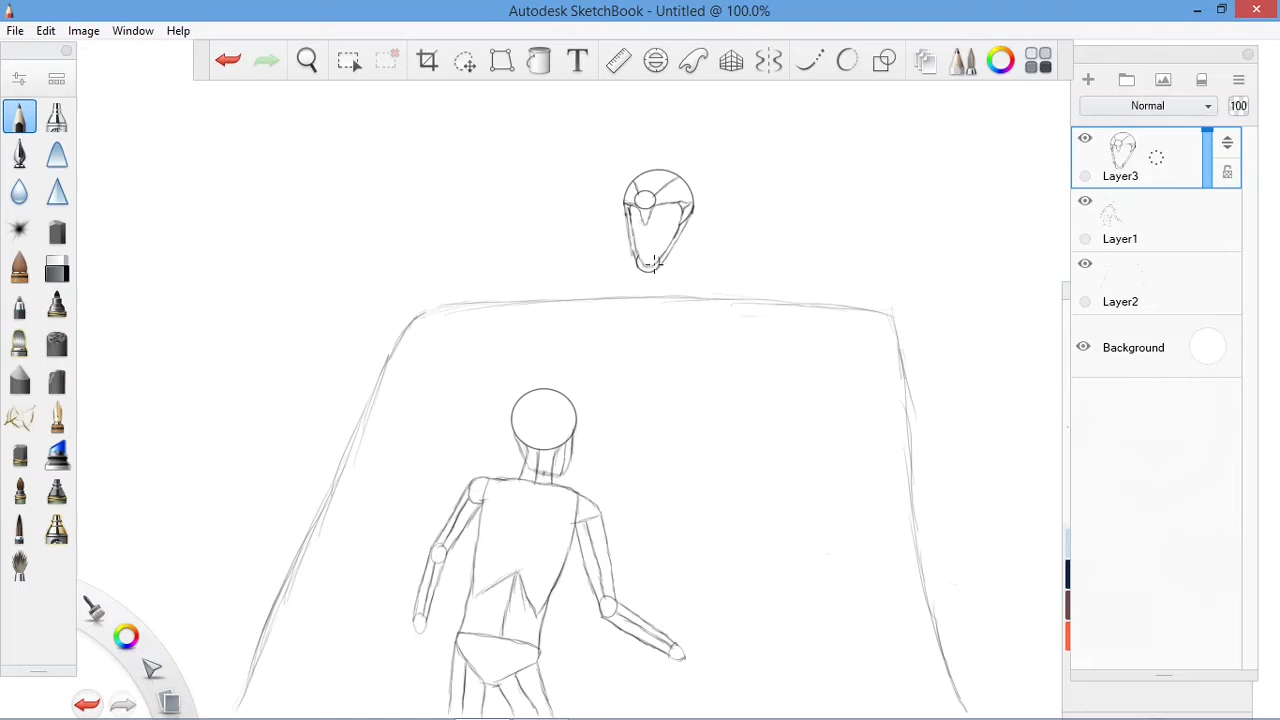 Autodesk SketchBook - Untitled @ 100.0%
File Edit Image Window Help
T
Normal 100
Layer3
Layer1
Layer2
Background